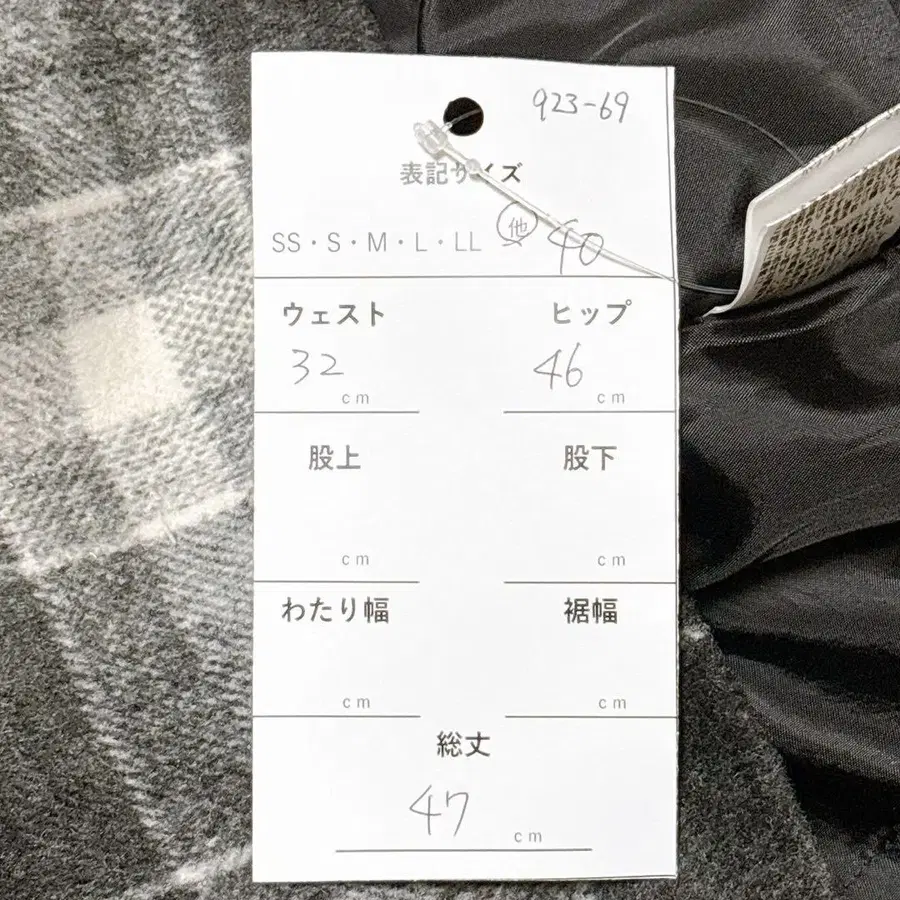 923-69
表記サイズ
SS・S・M・L・LL 他 40
ウェスト ヒップ
32 cm 46 cm
股上 股下
cm cm
わたり幅 裾幅
cm cm
総丈
47 cm